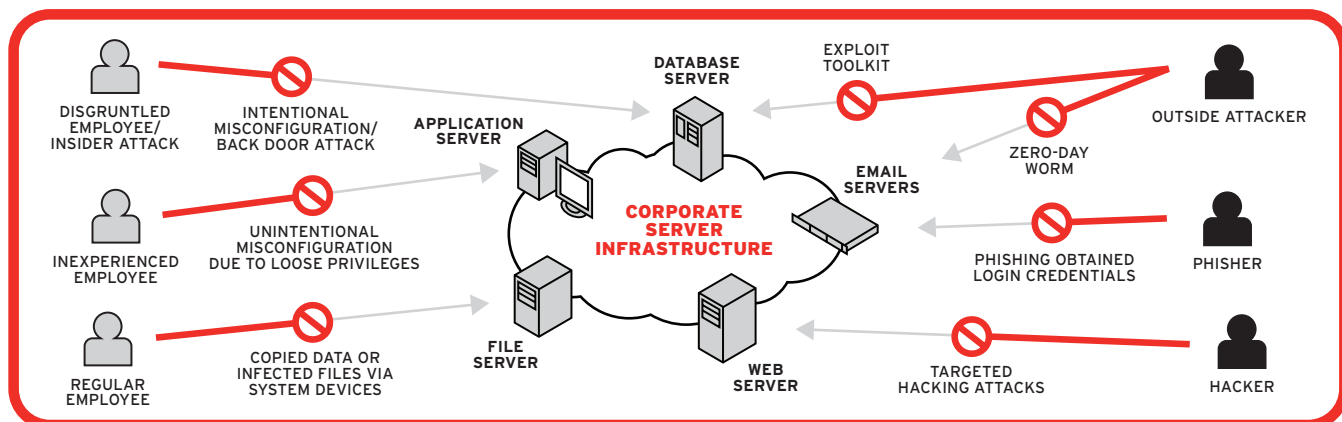 DISGRUNTLED
EMPLOYEE/
INSIDER ATTACK
INTENTIONAL
MISCONFIGURATION/
BACK DOOR ATTACK
INEXPERIENCED
EMPLOYEE
UNINTENTIONAL
MISCONFIGURATION
DUE TO LOOSE PRIVILEGES
REGULAR
EMPLOYEE
COPIED DATA OR
INFECTED FILES VIA
SYSTEM DEVICES
APPLICATION
SERVER
DATABASE
SERVER
CORPORATE
SERVER
INFRASTRUCTURE
EMAIL
SERVERS
FILE
SERVER
WEB
SERVER
EXPLOIT
TOOLKIT
OUTSIDE ATTACKER
ZERO-DAY
WORM
PHISHING OBTAINED
LOGIN CREDENTIALS
PHISHER
TARGETED
HACKING ATTACKS
HACKER